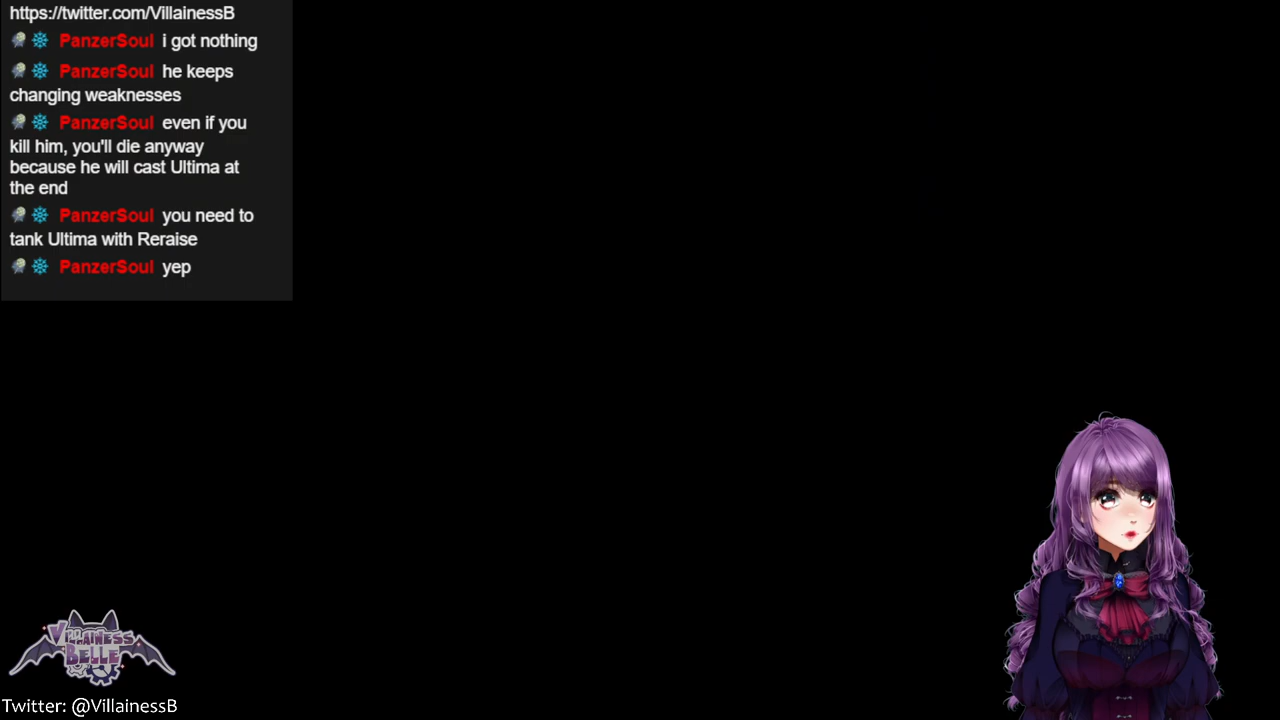 https://twitter.com/VillainessB
PanzerSoul i got nothing
PanzerSoul he keeps
changing weaknesses
PanzerSoul even if you
kill him, you'll die anyway
because he will cast Ultima at
the end
PanzerSoul you need to
tank Ultima with Reraise
PanzerSoul yep
VILLAINESS
BELLE
Twitter: @VillainessB